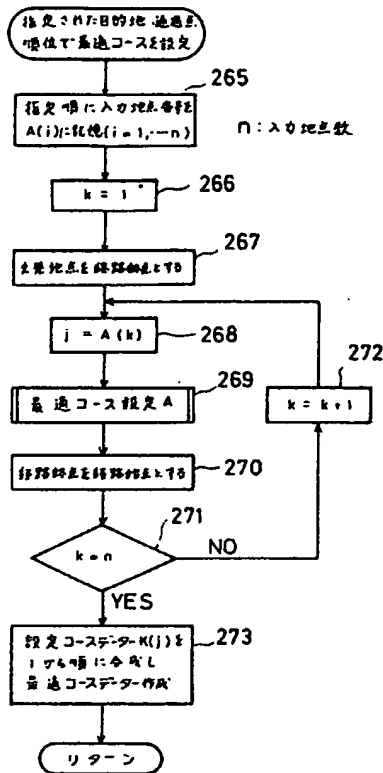 指定された目的地、通過点
順位で最適コースを設定
265
指定順に入力地点番号を
A(i)に記憶(i=1,…n)
n:入力地点数
k = 1
266
267
出発地点を経路始点とする
j = A(k)
268
272
k = k+1
269
最適コース設定A
270
経路終点を経路始点とする
271
k = n
NO
YES
273
設定コースデーターK(j)を
1から順に合成し
最適コースデーター作成
リターン